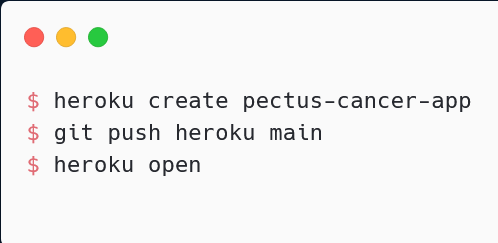 $ heroku create pectus-cancer-app
$ git push heroku main
$ heroku open